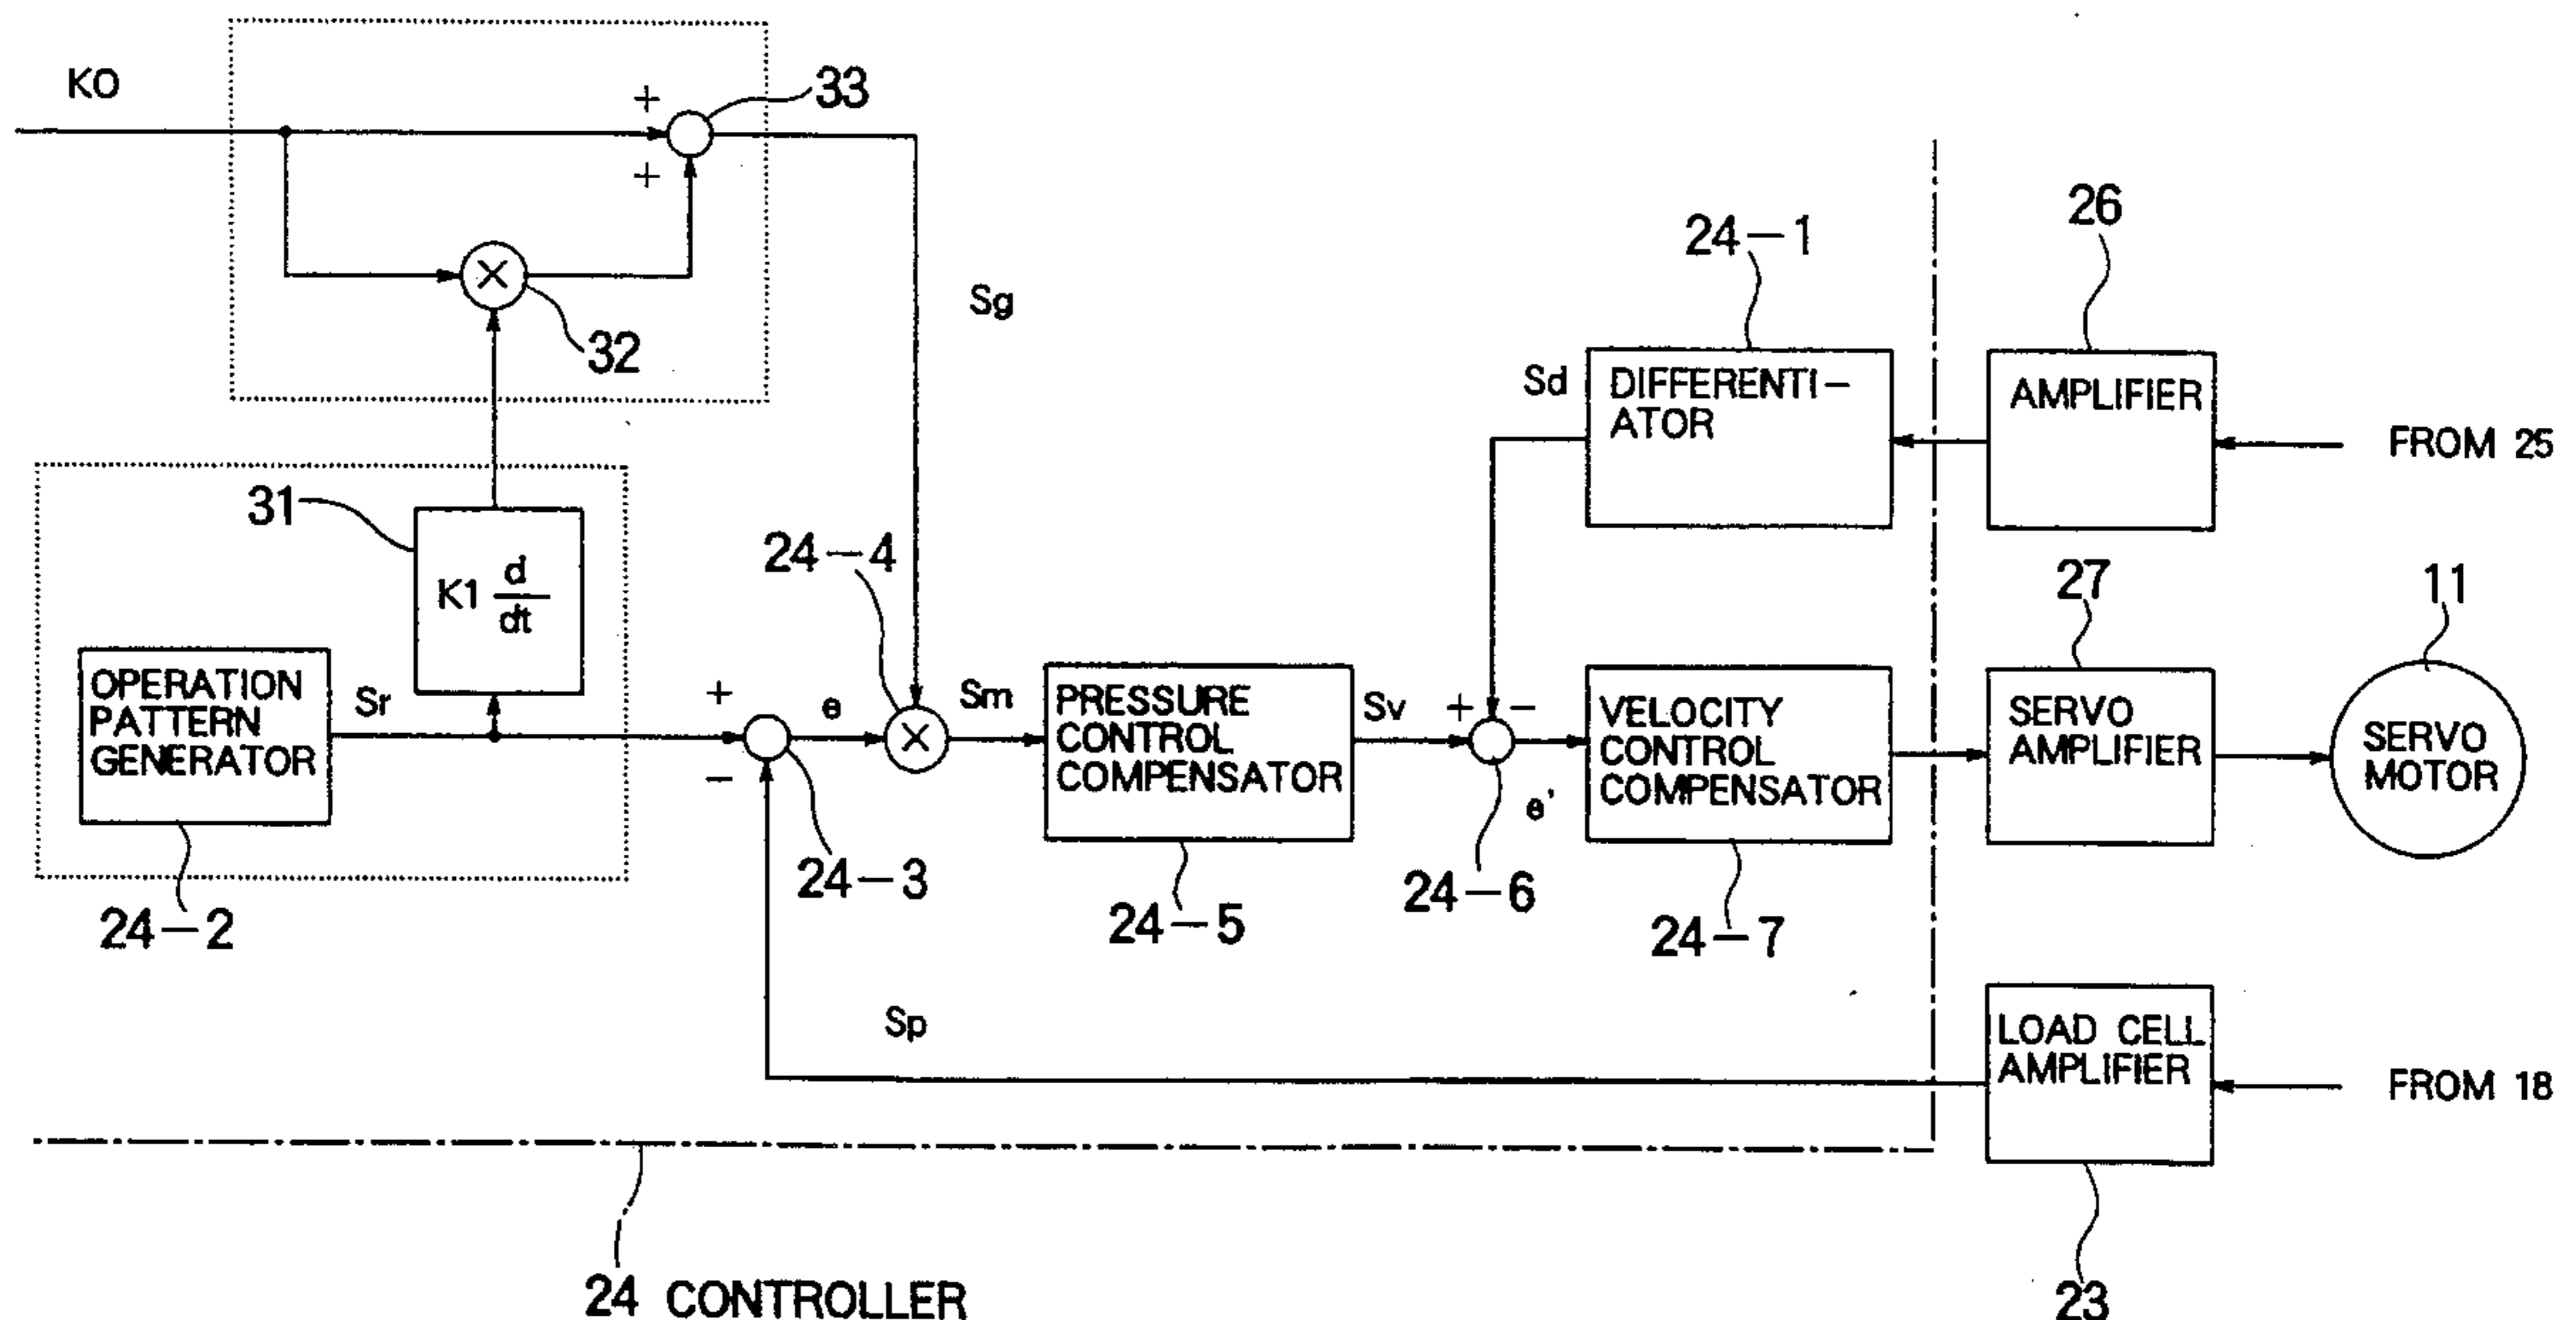 K0
+
33
+
32
Sg
24-1
26
Sd
DIFFERENTI-
ATOR
AMPLIFIER
FROM 25
31
K1 d/dt
24-4
27
11
OPERATION
PATTERN
GENERATOR
Sr
+
-
e
Sm
PRESSURE
CONTROL
COMPENSATOR
Sv
+
-
e'
VELOCITY
CONTROL
COMPENSATOR
SERVO
AMPLIFIER
SERVO
MOTOR
24-2
24-3
24-5
24-6
24-7
Sp
LOAD CELL
AMPLIFIER
FROM 18
24 CONTROLLER
23